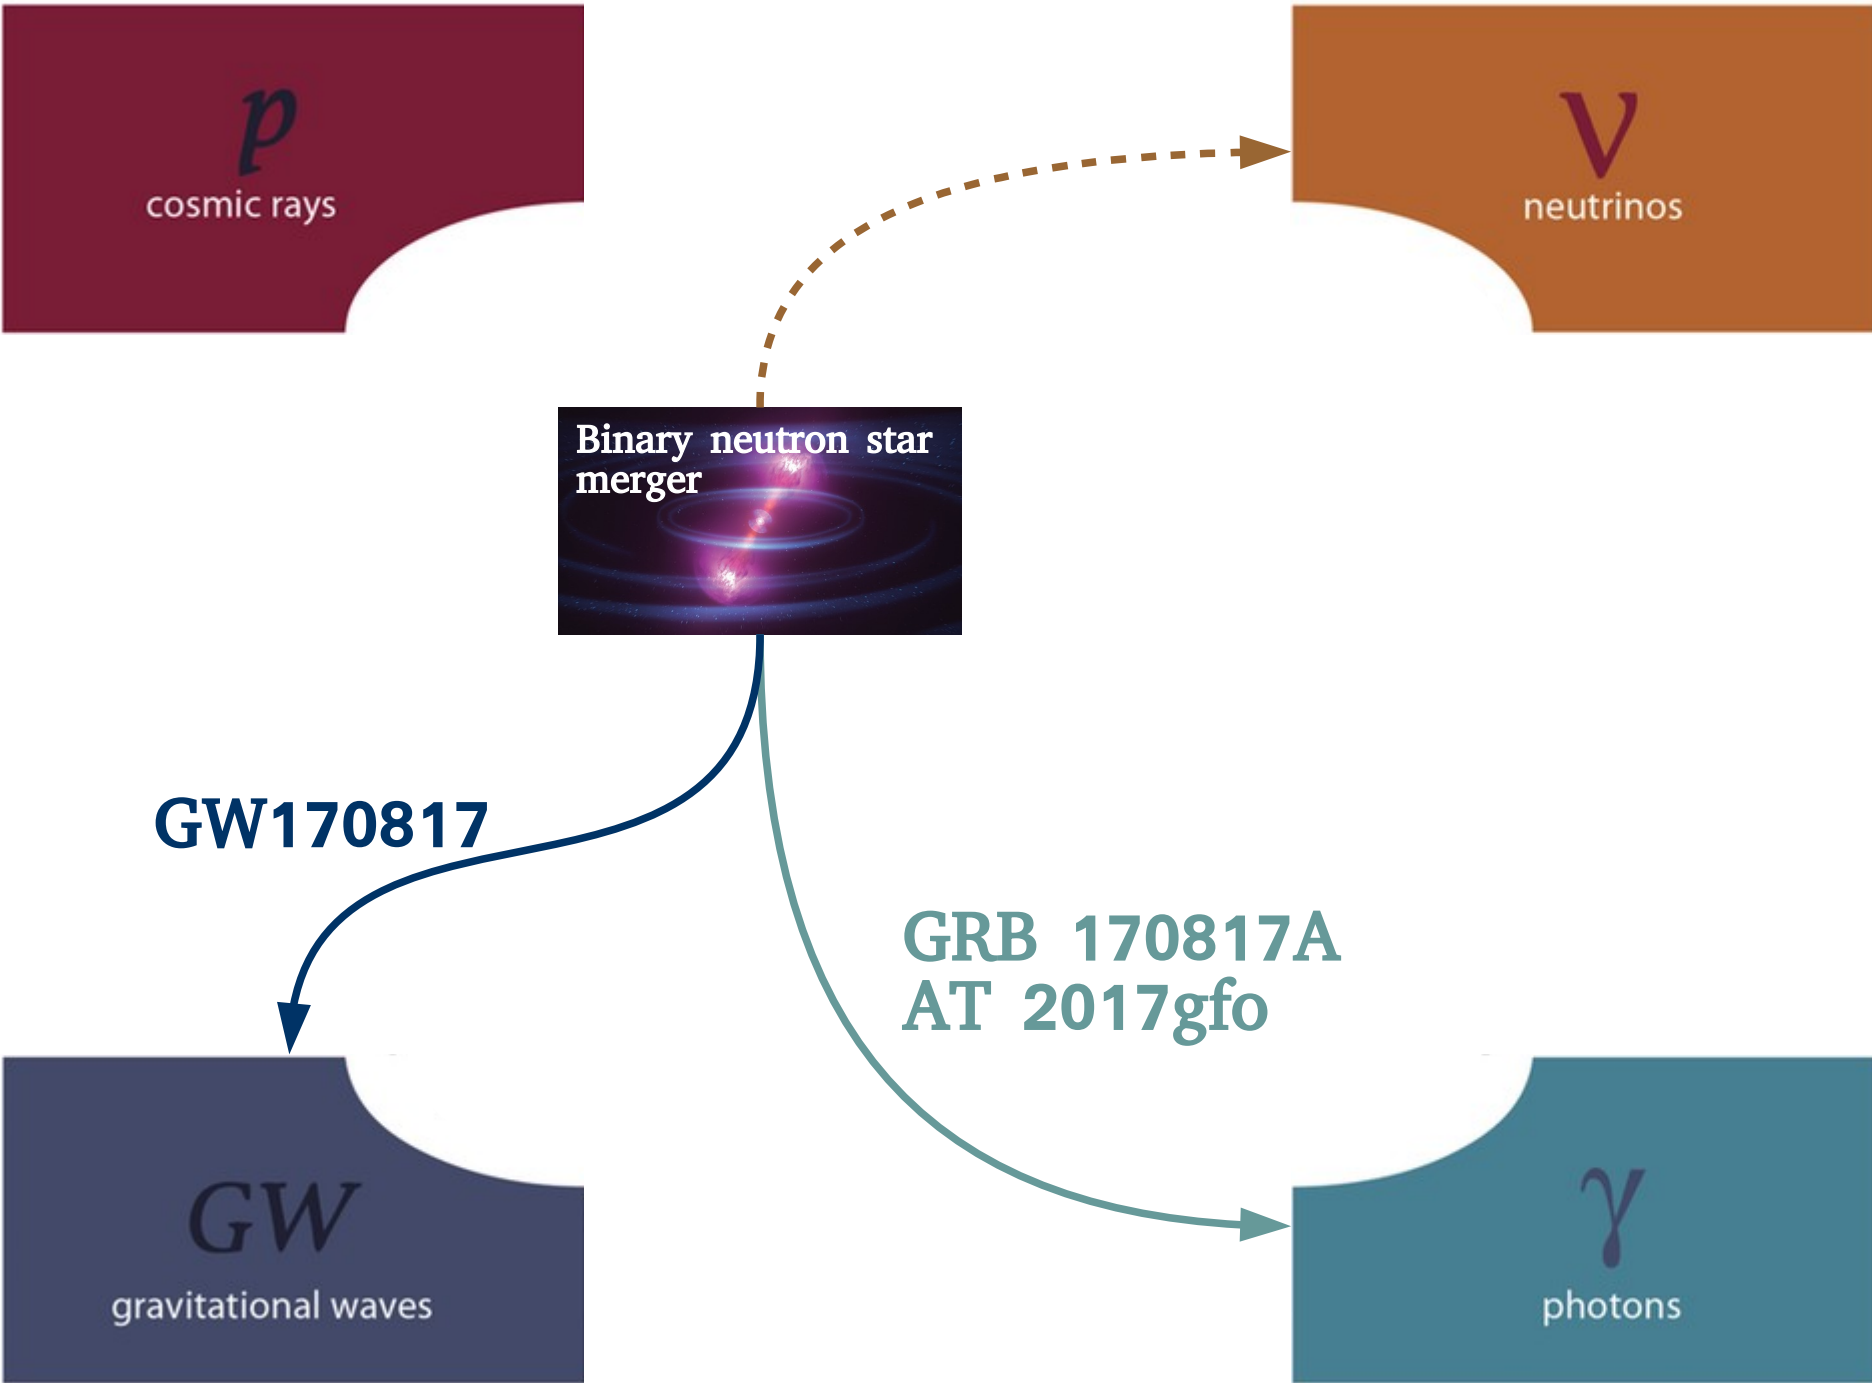 p
cosmic rays
ν
neutrinos
Binary neutron star
merger
GW170817
GRB 170817A
AT 2017gfo
GW
gravitational waves
γ
photons